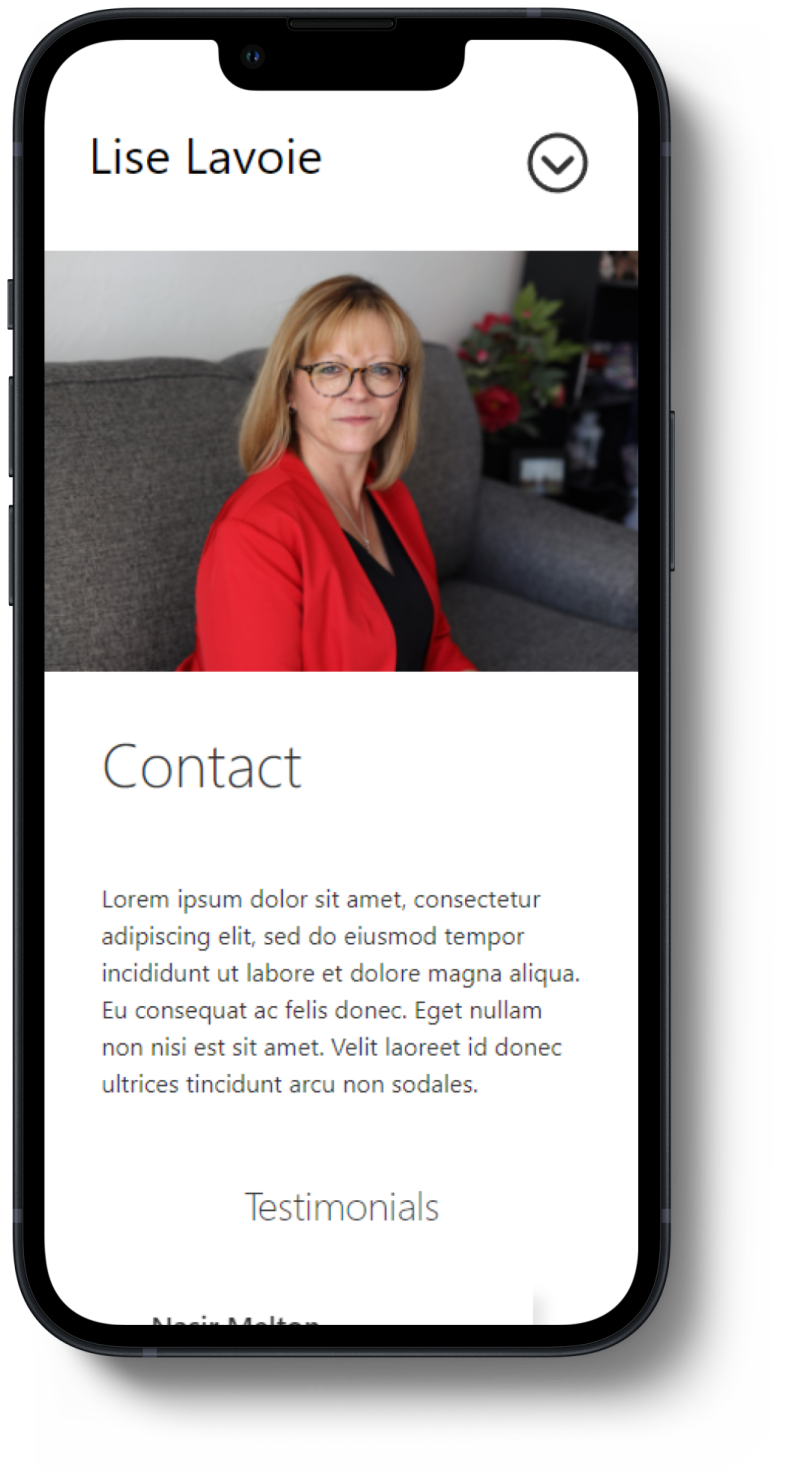 Lise Lavoie
Contact
Lorem ipsum dolor sit amet, consectetur
adipiscing elit, sed do eiusmod tempor
incididunt ut labore et dolore magna aliqua.
Eu consequat ac felis donec. Eget nullam
non nisi est sit amet. Velit laoreet id donec
ultrices tincidunt arcu non sodales.
Testimonials
Nasir Melton